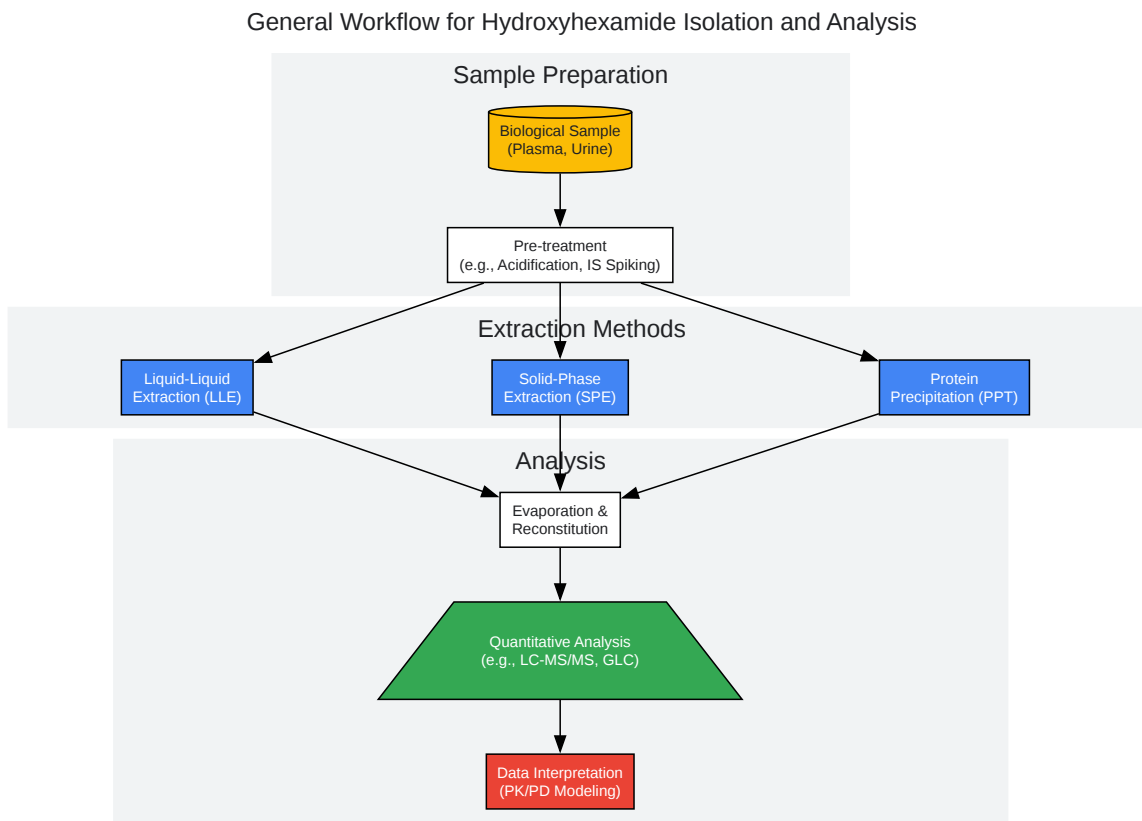 General Workflow for Hydroxyhexamide Isolation and Analysis
Sample Preparation
Biological Sample
(Plasma, Urine)
Pre-treatment
(e.g., Acidification, IS Spiking)
Extraction Methods
Liquid-Liquid
Extraction (LLE)
Solid-Phase
Extraction (SPE)
Protein
Precipitation (PPT)
Analysis
Evaporation &
Reconstitution
Quantitative Analysis
(e.g., LC-MS/MS, GLC)
Data Interpretation
(PK/PD Modeling)